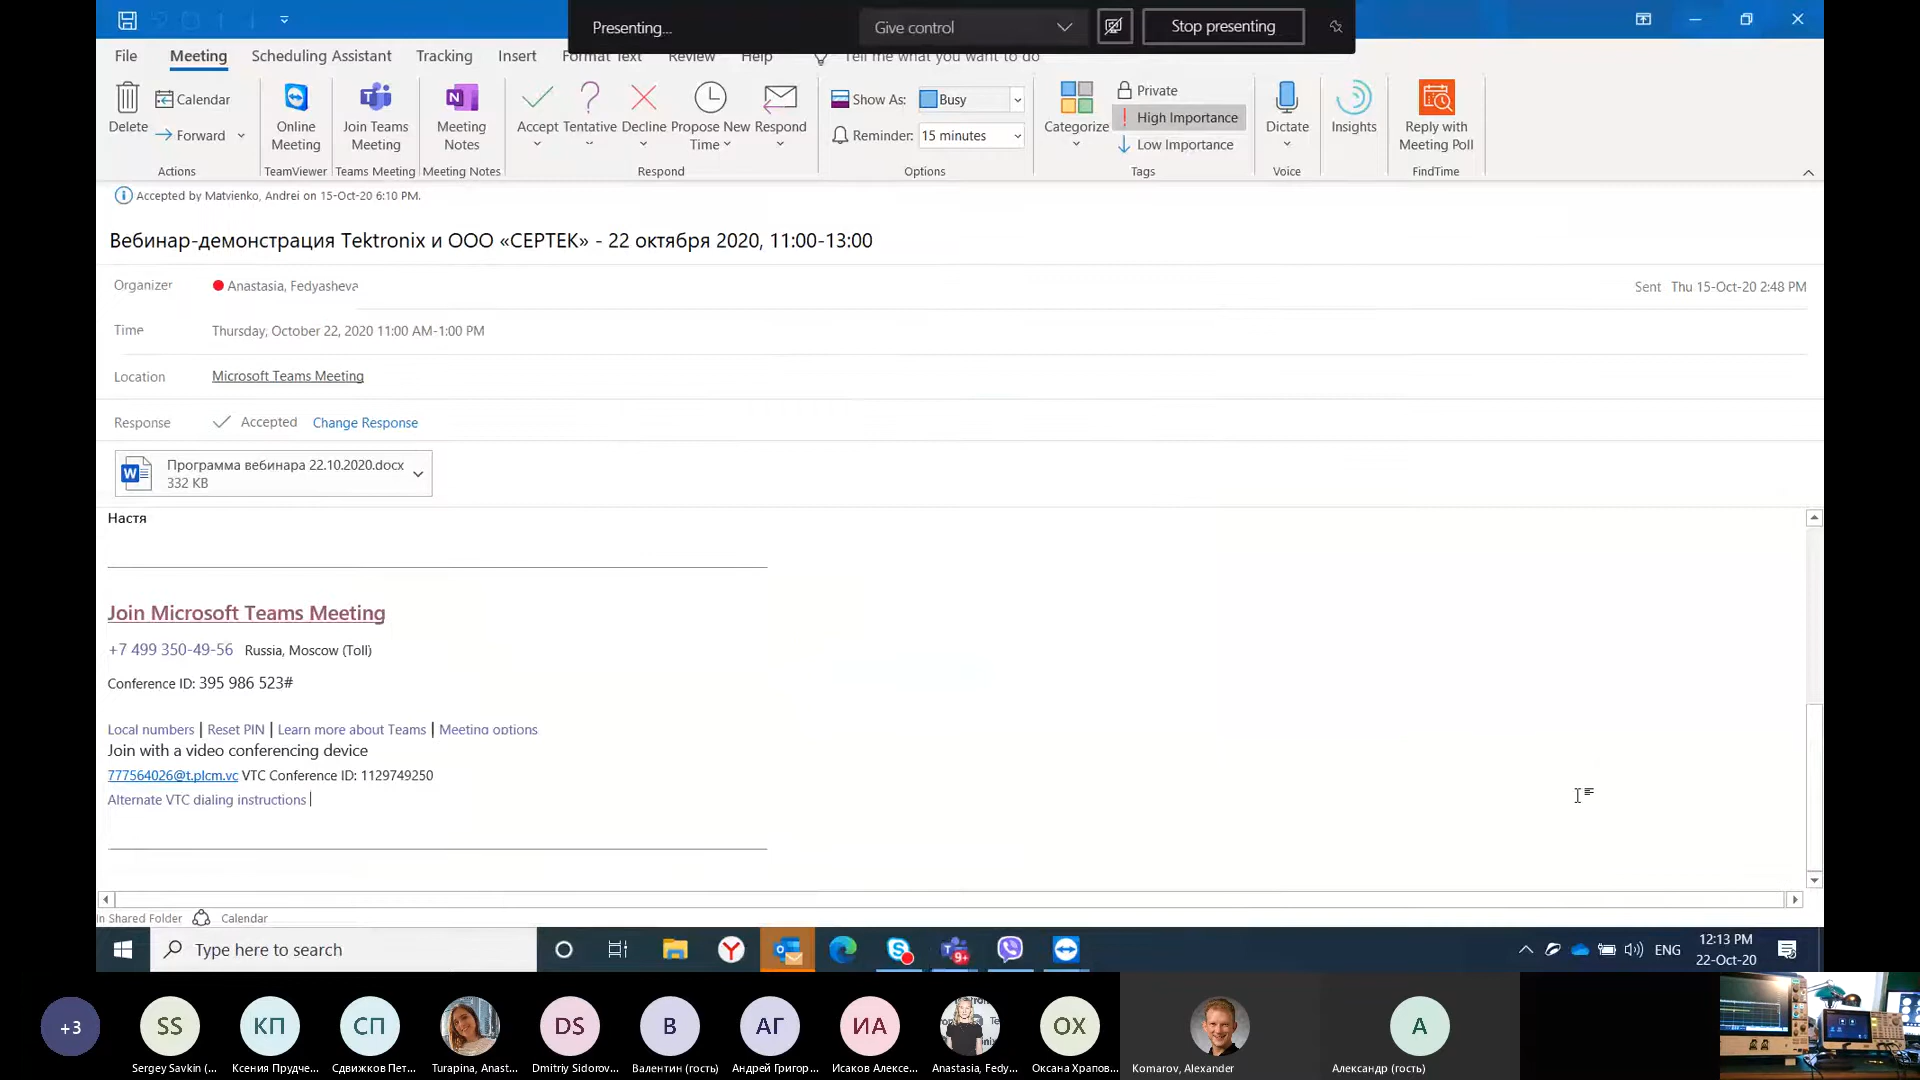 Presenting...
Give control
Stop presenting
File
Meeting
Scheduling Assistant
Tracking
Insert
Format Text
Review
Help
Tell me what you want to do
Delete
Calendar
Forward
Actions
Online Meeting
TeamViewer
Join Teams Meeting
Teams Meeting
Meeting Notes
Meeting Notes
Accept
Tentative
Decline
Propose New Time
Respond
Respond
Show As:
Busy
Reminder:
15 minutes
Options
Categorize
Private
High Importance
Low Importance
Tags
Dictate
Voice
Insights
Reply with Meeting Poll
FindTime
Accepted by Matvienko, Andrei on 15-Oct-20 6:10 PM.
Вебинар-демонстрация Tektronix и ООО «СЕРТЕК» - 22 октября 2020, 11:00-13:00
Organizer
Anastasia, Fedyasheva
Sent Thu 15-Oct-20 2:48 PM
Time
Thursday, October 22, 2020 11:00 AM-1:00 PM
Location
Microsoft Teams Meeting
Response
Accepted
Change Response
Программа вебинара 22.10.2020.docx
332 KB
Настя
Join Microsoft Teams Meeting
+7 499 350-49-56 Russia, Moscow (Toll)
Conference ID: 395 986 523#
Local numbers | Reset PIN | Learn more about Teams | Meeting options
Join with a video conferencing device
777564026@t.plcm.vc VTC Conference ID: 1129749250
Alternate VTC dialing instructions
In Shared Folder
Calendar
Type here to search
9+
ENG
12:13 PM
22-Oct-20
+3
SS
КП
СП
DS
В
АГ
ИА
ОХ
А
Sergey Savkin (...
Ксения Прудче...
Сдвижков Пет...
Turapina, Anast...
Dmitriy Sidorov...
Валентин (гость)
Андрей Григор...
Исаков Алексе...
Anastasia, Fedy...
Оксана Храпов...
Komarov, Alexander
Александр (гость)